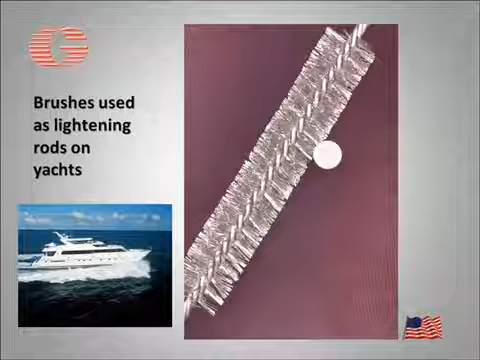 Brushes used
as lightening
rods on
yachts